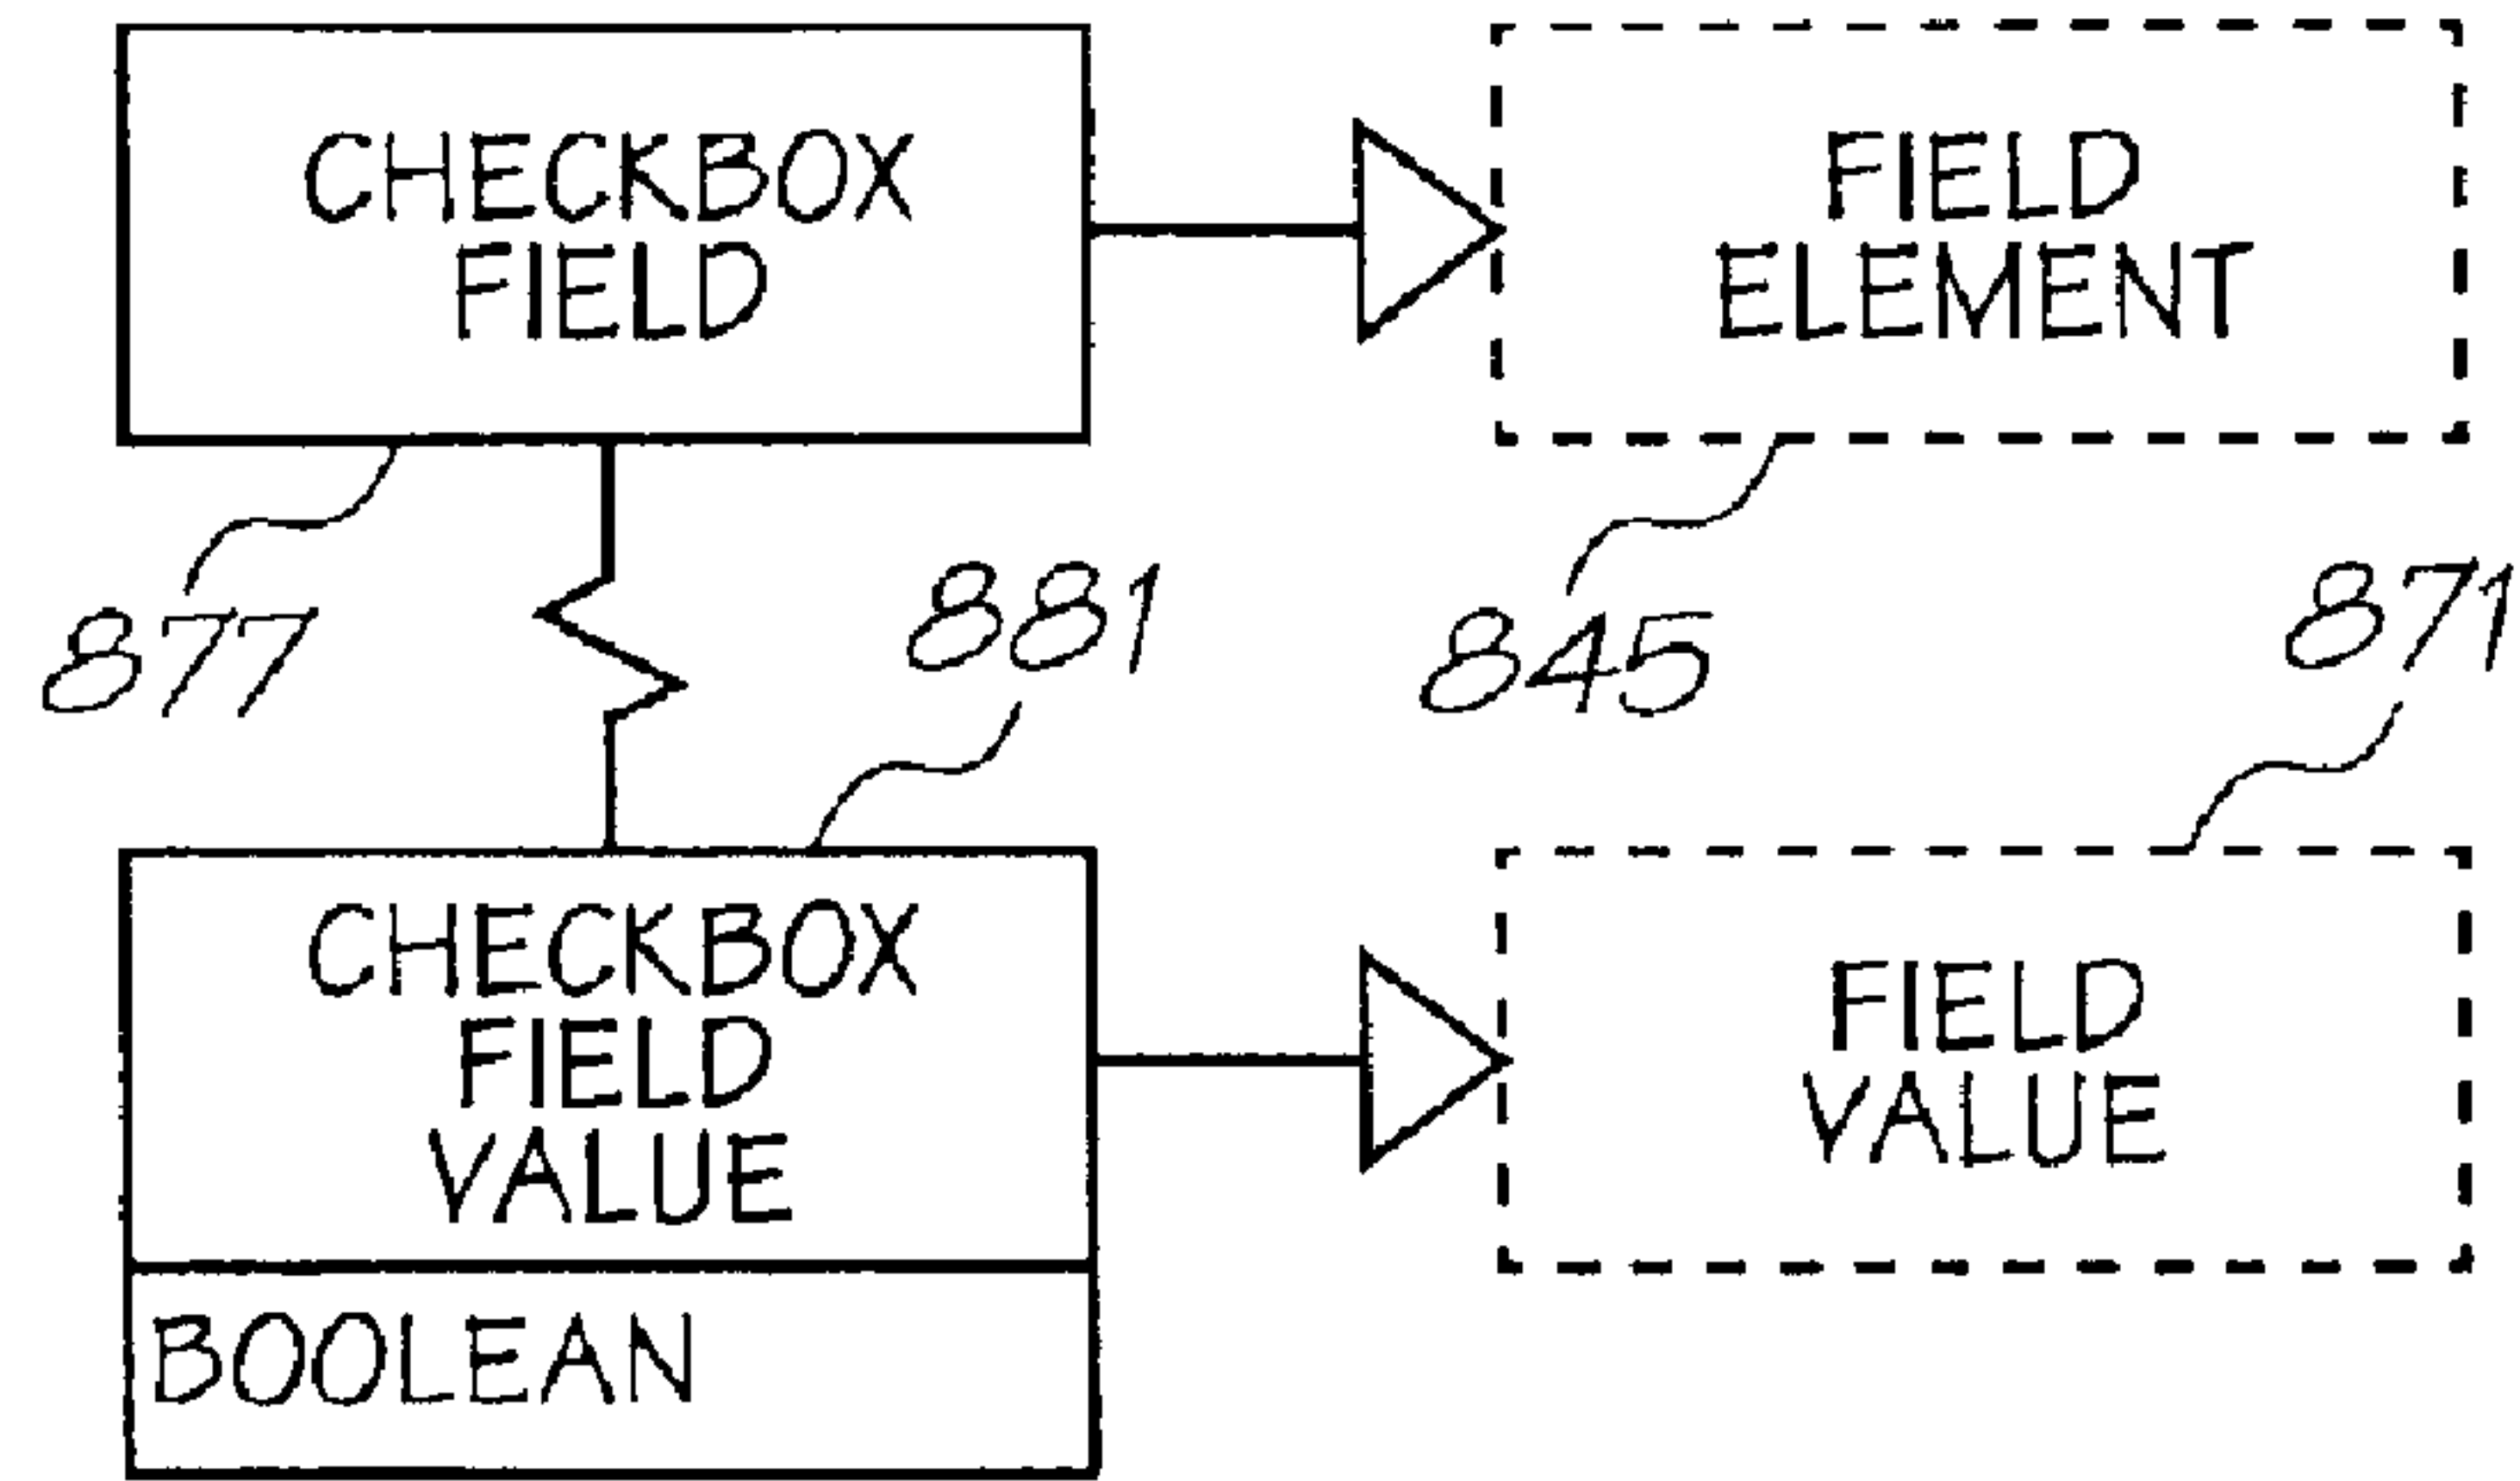 CHECKBOX
FIELD
FIELD
ELEMENT
877
881
845
871
CHECKBOX
FIELD
VALUE
FIELD
VALUE
BOOLEAN